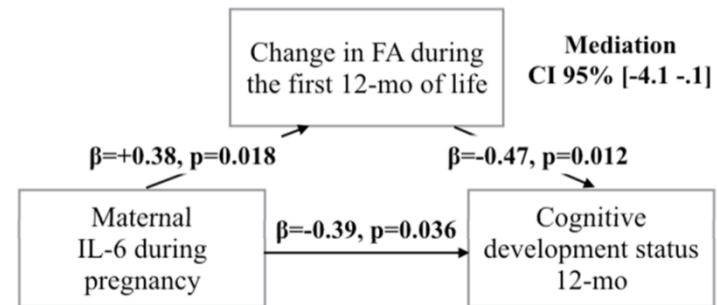 Change in FA during
the first 12-mo of life
Mediation
CI 95% [-4.1 -.1]
β=+0.38, p=0.018
β=-0.47, p=0.012
Maternal
IL-6 during
pregnancy
β=-0.39, p=0.036
Cognitive
development status
12-mo